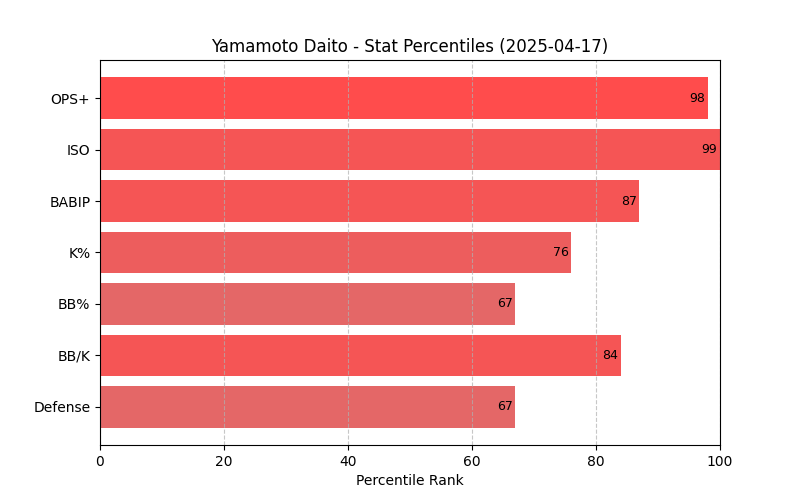 Yamamoto Daito - Stat Percentiles (2025-04-17)
OPS+
98
ISO
99
BABIP
87
K%
76
BB%
67
BB/K
84
Defense
67
0 20 40 60 80 100
Percentile Rank